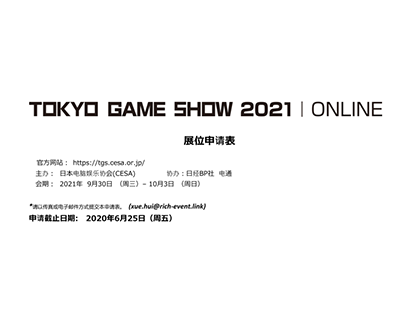 TOKYO GAME SHOW 2021 | ONLINE
展位申请表
官方网站： https://tgs.cesa.or.jp/
主办： 日本电脑娱乐协会(CESA) 协办：日经BP社 电通
会期： 2021年 9月30日 （周三）– 10月3日 （周日）
*请以传真或电子邮件方式提交本申请表。 (xue.hui@rich-event.link)
申请截止日期： 2020年6月25日（周五）